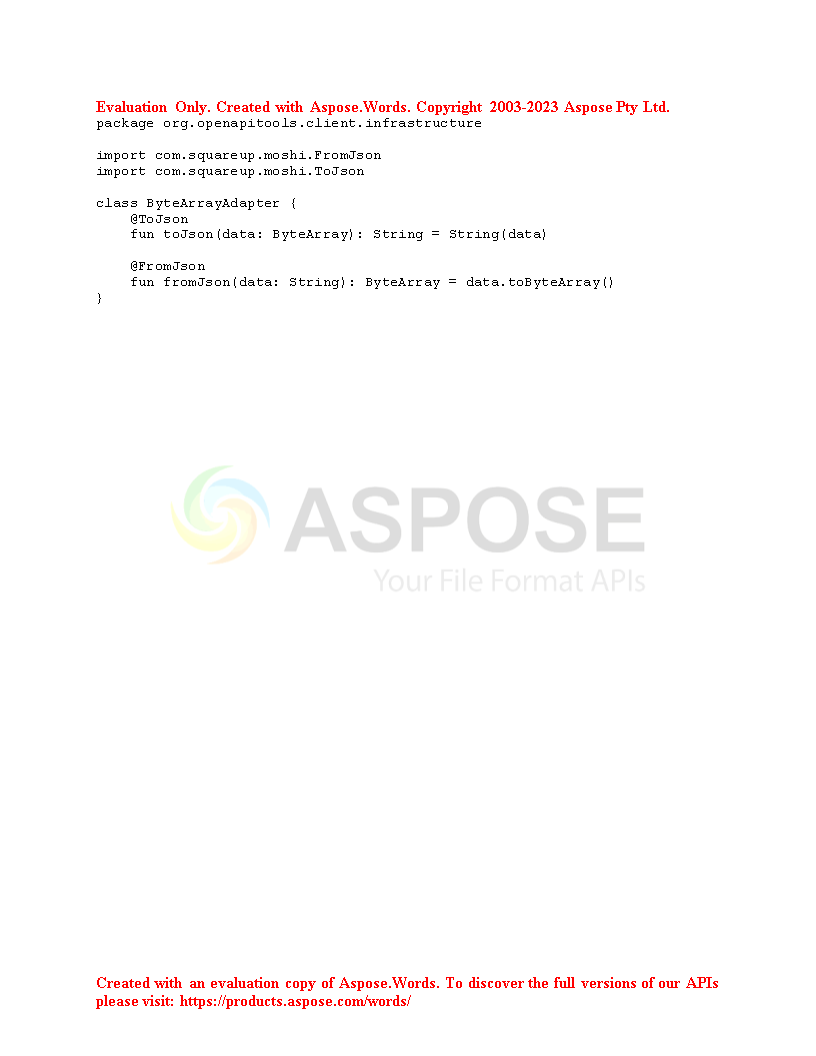 Evaluation Only. Created with Aspose.Words. Copyright 2003-2023 Aspose Pty Ltd.
package org.openapitools.client.infrastructure

import com.squareup.moshi.FromJson
import com.squareup.moshi.ToJson

class ByteArrayAdapter {
    @ToJson
    fun toJson(data: ByteArray): String = String(data)

    @FromJson
    fun fromJson(data: String): ByteArray = data.toByteArray()
}
ASPOSE
Your File Format APIs
Created with an evaluation copy of Aspose.Words. To discover the full versions of our APIs
please visit: https://products.aspose.com/words/